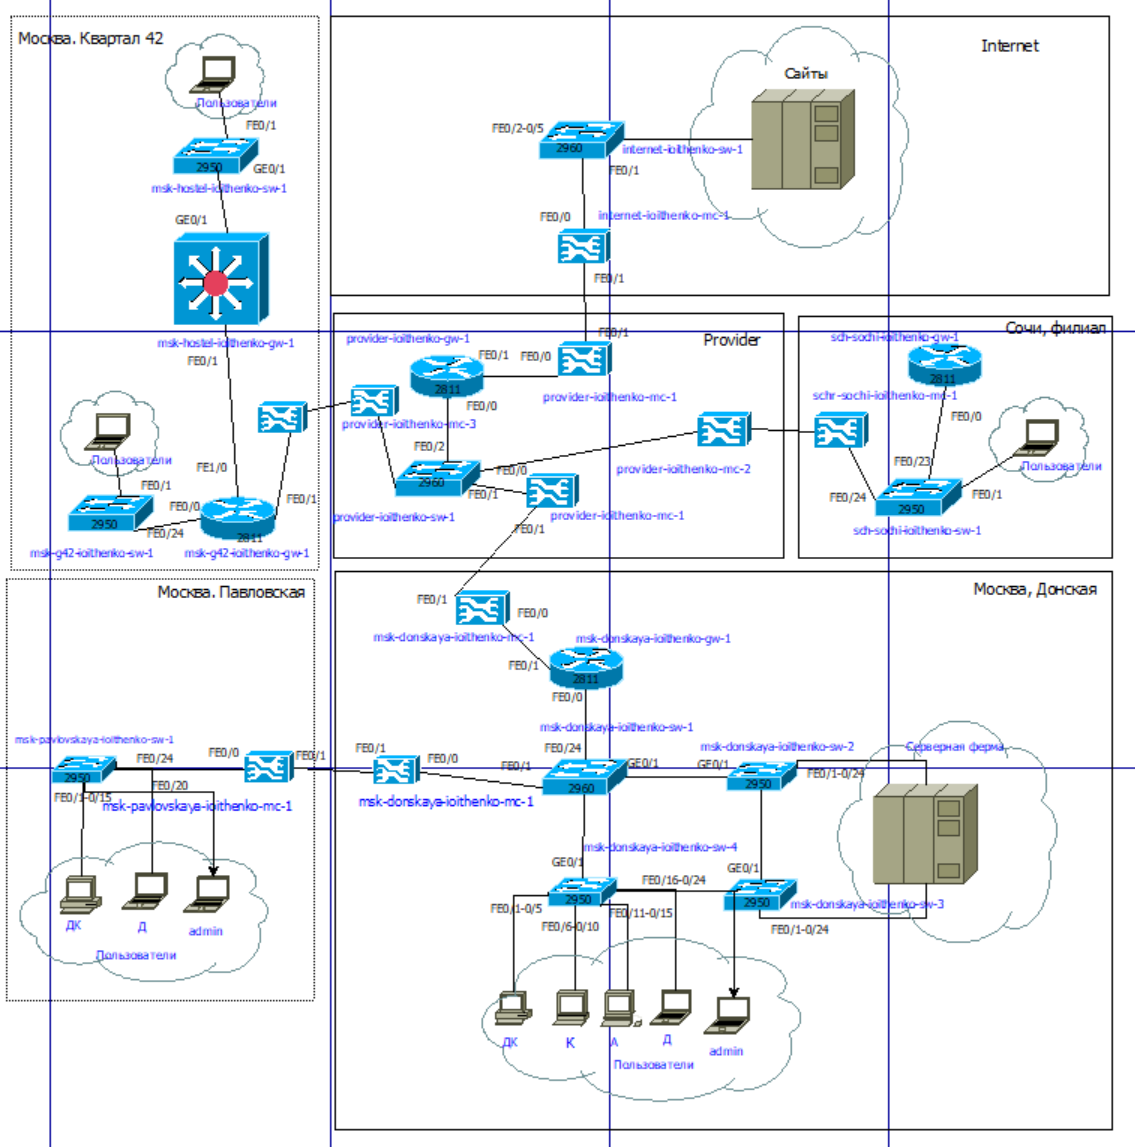 Москва. Квартал 42
Пользователи
FE0/1
2950
GE0/1
msk-hostel-ioithenko-sw-1
GE0/1
msk-hostel-ioithenko-gw-1
FE0/1
Пользователи
FE0/1
2950
FE0/24
msk-g42-ioithenko-sw-1
FE1/0
FE0/0
2811
FE0/1
msk-g42-ioithenko-gw-1
Internet
Сайты
FE0/2-0/5
2960
internet-ioithenko-sw-1
FE0/1
FE0/0
internet-ioithenko-mc-1
FE0/1
Provider
FE0/1
provider-ioithenko-gw-1
FE0/1
FE0/0
2811
FE0/0
provider-ioithenko-mc-1
provider-ioithenko-mc-3
FE0/2
2960
FE0/0
FE0/1
provider-ioithenko-mc-2
provider-ioithenko-sw-1
provider-ioithenko-mc-1
FE0/1
Сочи, филиал
sch-sochi-ioithenko-gw-1
2811
schr-sochi-ioithenko-mc-1
FE0/0
FE0/23
Пользователи
FE0/24
2950
FE0/1
sch-sochi-ioithenko-sw-1
Москва. Павловская
msk-pavlovskaya-ioithenko-sw-1
FE0/24
FE0/0
FE0/1
2950
FE0/20
FE0/1-0/15
msk-pavlovskaya-ioithenko-mc-1
ДК
Д
admin
Пользователи
Москва, Донская
FE0/1
FE0/0
msk-donskaya-ioithenko-mc-1
msk-donskaya-ioithenko-gw-1
FE0/1
2811
FE0/0
msk-donskaya-ioithenko-sw-1
FE0/24
FE0/1
FE0/0
FE0/1
2960
GE0/1
msk-donskaya-ioithenko-mc-1
msk-donskaya-ioithenko-sw-2
GE0/1
2950
FE0/1-0/24
Серверная ферма
msk-donskaya-ioithenko-sw-4
GE0/1
2950
FE0/16-0/24
GE0/1
2950
msk-donskaya-ioithenko-sw-3
FE0/1-0/5
FE0/6-0/10
FE0/11-0/15
FE0/1-0/24
ДК
К
А
Д
admin
Пользователи